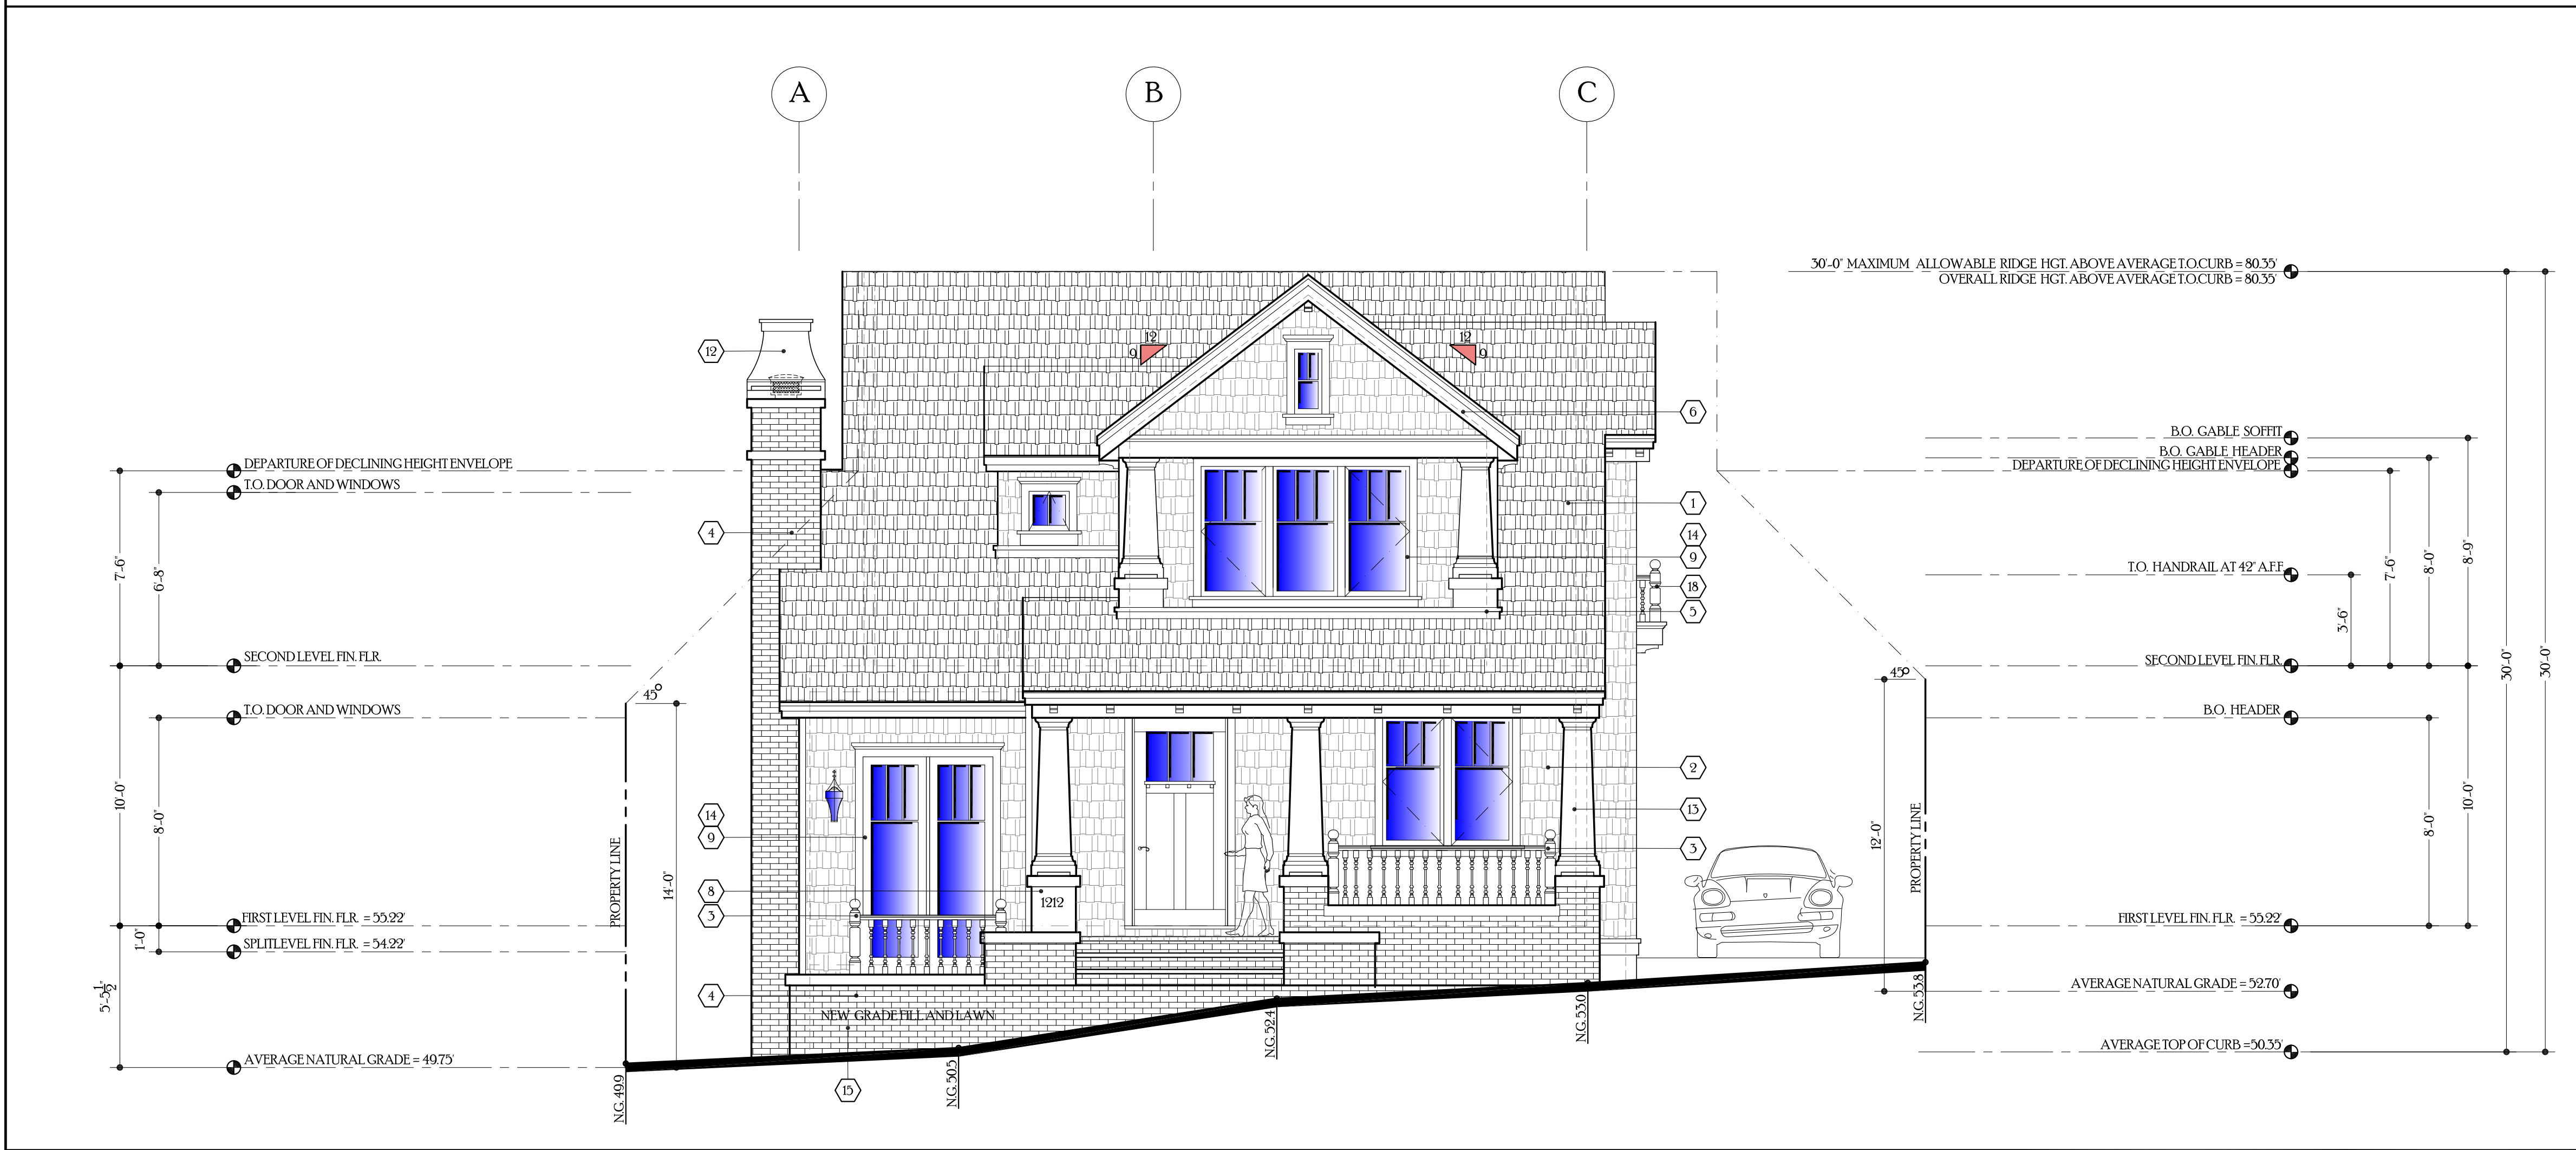 A
B
C
30'-0" MAXIMUM ALLOWABLE RIDGE HGT. ABOVE AVERAGE T.O.CURB = 80.35'
OVERALL RIDGE HGT. ABOVE AVERAGE T.O.CURB = 80.35'
12
9
12
9
12
6
B.O. GABLE SOFFIT
B.O. GABLE HEADER
DEPARTURE OF DECLINING HEIGHT ENVELOPE
DEPARTURE OF DECLINING HEIGHT ENVELOPE
T.O. DOOR AND WINDOWS
1
4
14
9
7'-6"
6'-8"
T.O. HANDRAIL AT 42" A.F.F.
18
5
3'-6"
7'-6"
8'-0"
8'-9"
SECOND LEVEL FIN. FLR.
SECOND LEVEL FIN. FLR.
45°
45°
30'-0"
30'-0"
T.O. DOOR AND WINDOWS
B.O. HEADER
2
13
14
9
3
10'-0"
8'-0"
PROPERTY LINE
14'-0"
12'-0"
PROPERTY LINE
8'-0"
10'-0"
8
3
1212
FIRST LEVEL FIN. FLR. = 55.22'
FIRST LEVEL FIN. FLR. = 55.22'
1'-0"
SPLIT LEVEL FIN. FLR. = 54.22'
5'-5 1/2"
4
NEW GRADE FILL AND LAWN
AVERAGE NATURAL GRADE = 52.70'
AVERAGE TOP OF CURB =50.35'
AVERAGE NATURAL GRADE = 49.75'
15
N.G. 49.9
N.G. 50.5
N.G. 52.4
N.G. 53.0
N.G. 53.8